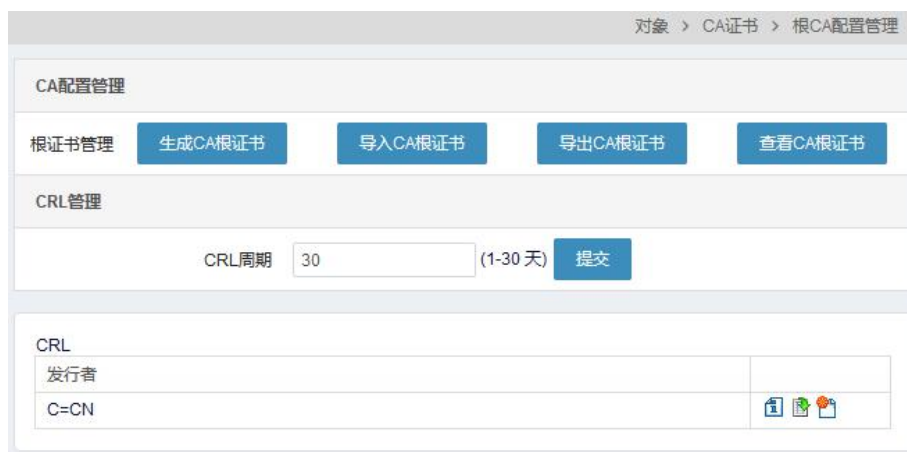 对象 > CA证书 > 根CA配置管理
CA配置管理
根证书管理 生成CA根证书 导入CA根证书 导出CA根证书 查看CA根证书
CRL管理
CRL周期 30 (1-30 天) 提交
CRL
发行者
C=CN